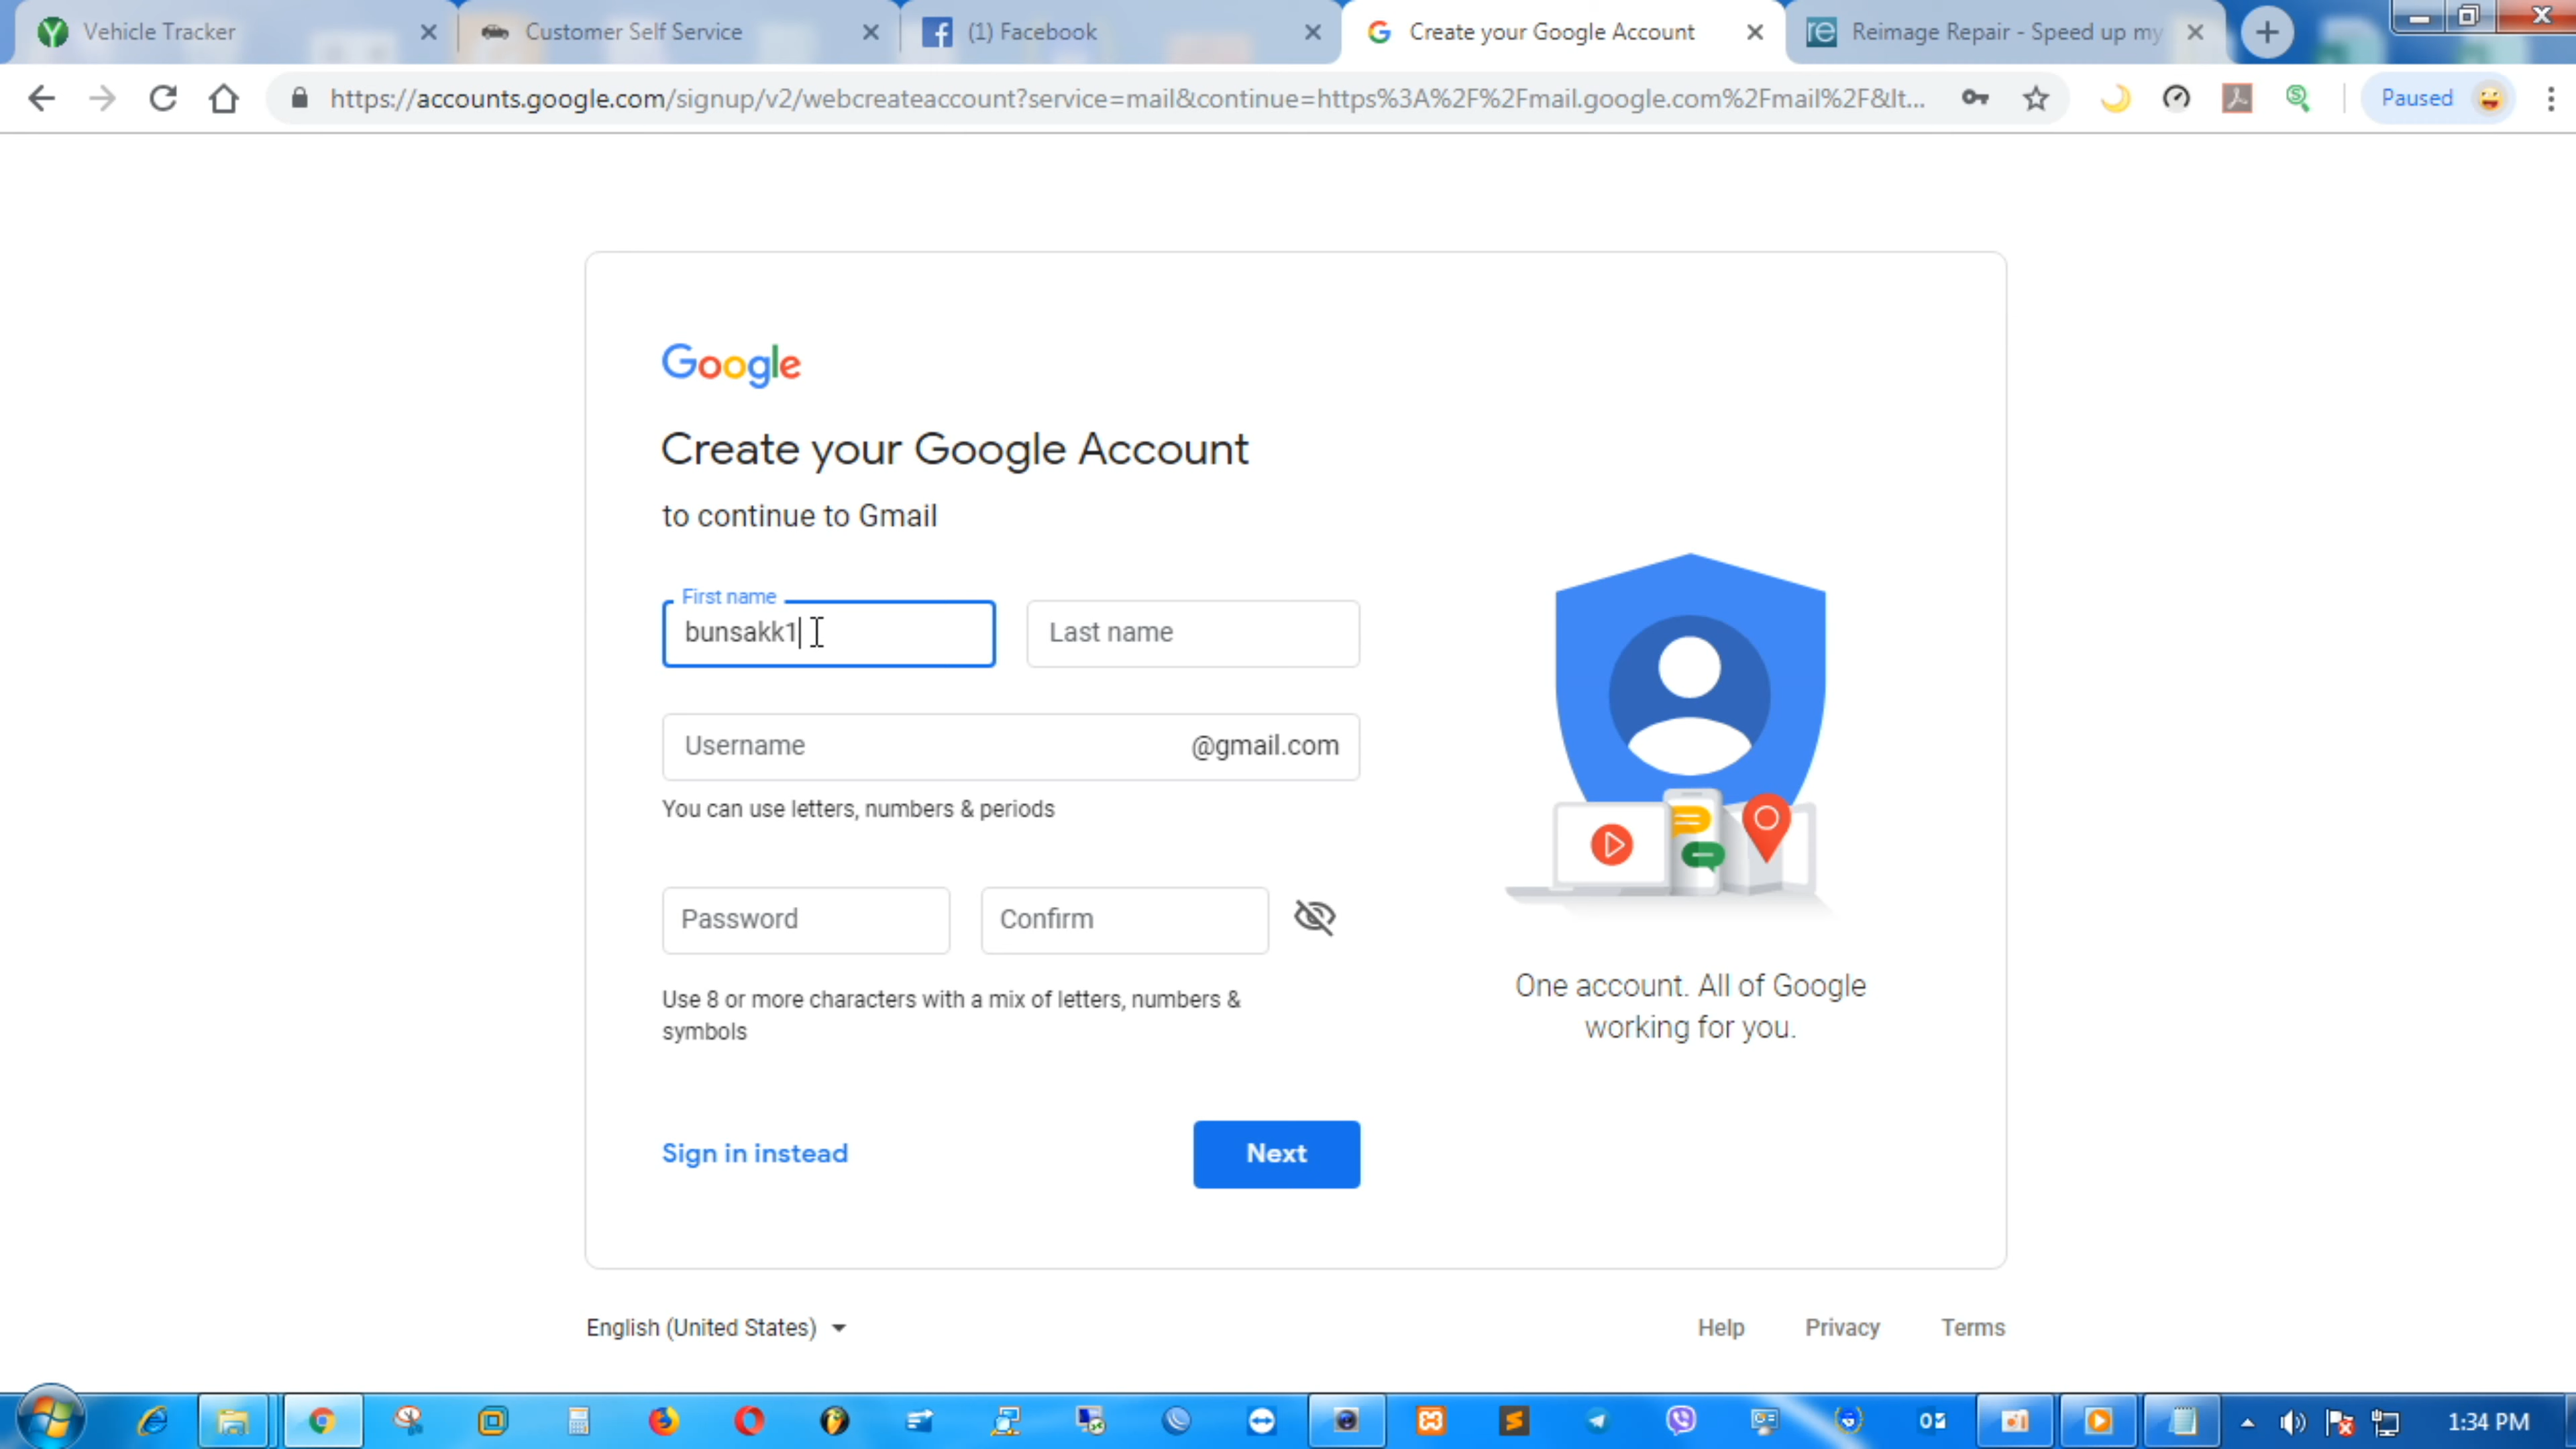 Vehicle Tracker
Customer Self Service
(1) Facebook
Create your Google Account
Reimage Repair - Speed up my
https://accounts.google.com/signup/v2/webcreateaccount?service=mail&continue=https%3A%2F%2Fmail.google.com%2Fmail%2F&lt...
Paused
Google
Create your Google Account
to continue to Gmail
First name
bunsakk1
Last name
Username
@gmail.com
You can use letters, numbers & periods
Password
Confirm
Use 8 or more characters with a mix of letters, numbers &
symbols
One account. All of Google
working for you.
Sign in instead
Next
English (United States)
Help
Privacy
Terms
1:34 PM